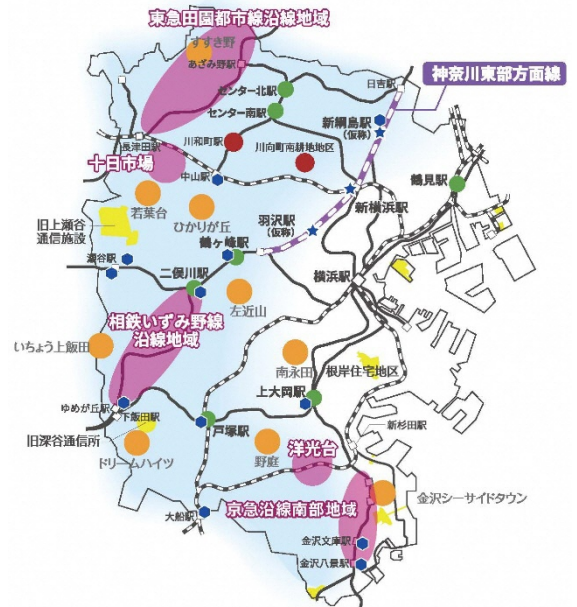 東急田園都市線沿線地域
すすき野
あざみ野駅
日吉駅
神奈川東部方面線
センター北駅
センター南駅
新綱島駅
(仮称)
川和町駅
川向町南耕地地区
長津田駅
十日市場
中山駅
鶴見駅
若葉台
ひかりが丘
新横浜駅
羽沢駅
(仮称)
旧上瀬谷
通信施設
鶴ヶ峰駅
瀬谷駅
二俣川駅
横浜駅
左近山
相鉄いずみ野線
沿線地域
いちょう上飯田
南永田
根岸住宅地区
上大岡駅
ゆめが丘駅
下飯田駅
戸塚駅
新杉田駅
旧深谷通信所
ドリームハイツ
野庭
洋光台
金沢シーサイドタウン
京急沿線南部地域
大船駅
金沢文庫駅
金沢八景駅